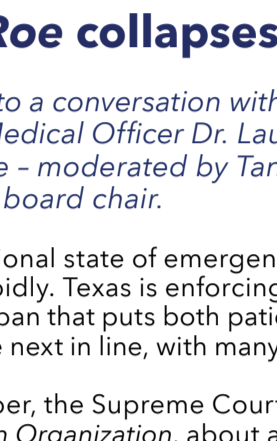 Roe collapses
to a conversation with
Medical Officer Dr. Lau
e – moderated by Tan
board chair.
ional state of emergen
pidly. Texas is enforcing
ban that puts both patie
e next in line, with many
ber, the Supreme Cour
n Organization, about a